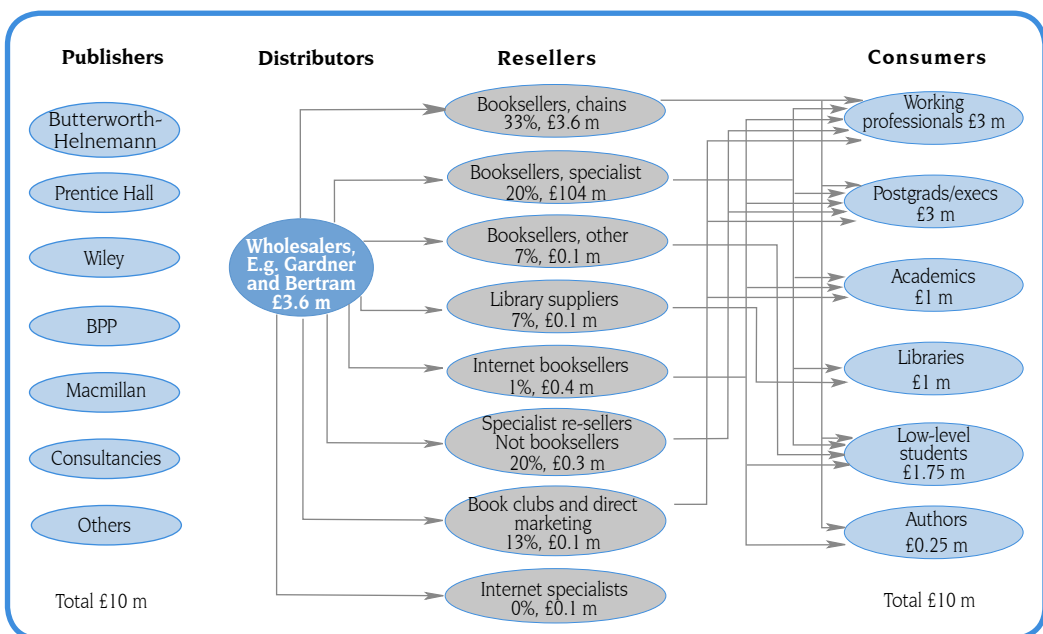 Publishers
Distributors
Resellers
Consumers
Butterworth-
Helnemann
Prentice Hall
Wiley
BPP
Macmillan
Consultancies
Others
Total £10 m
Wholesalers,
E.g. Gardner
and Bertram
£3.6 m
Booksellers, chains
33%, £3.6 m
Booksellers, specialist
20%, £104 m
Booksellers, other
7%, £0.1 m
Library suppliers
7%, £0.1 m
Internet booksellers
1%, £0.4 m
Specialist re-sellers
Not booksellers
20%, £0.3 m
Book clubs and direct
marketing
13%, £0.1 m
Internet specialists
0%, £0.1 m
Working
professionals £3 m
Postgrads/execs
£3 m
Academics
£1 m
Libraries
£1 m
Low-level
students
£1.75 m
Authors
£0.25 m
Total £10 m